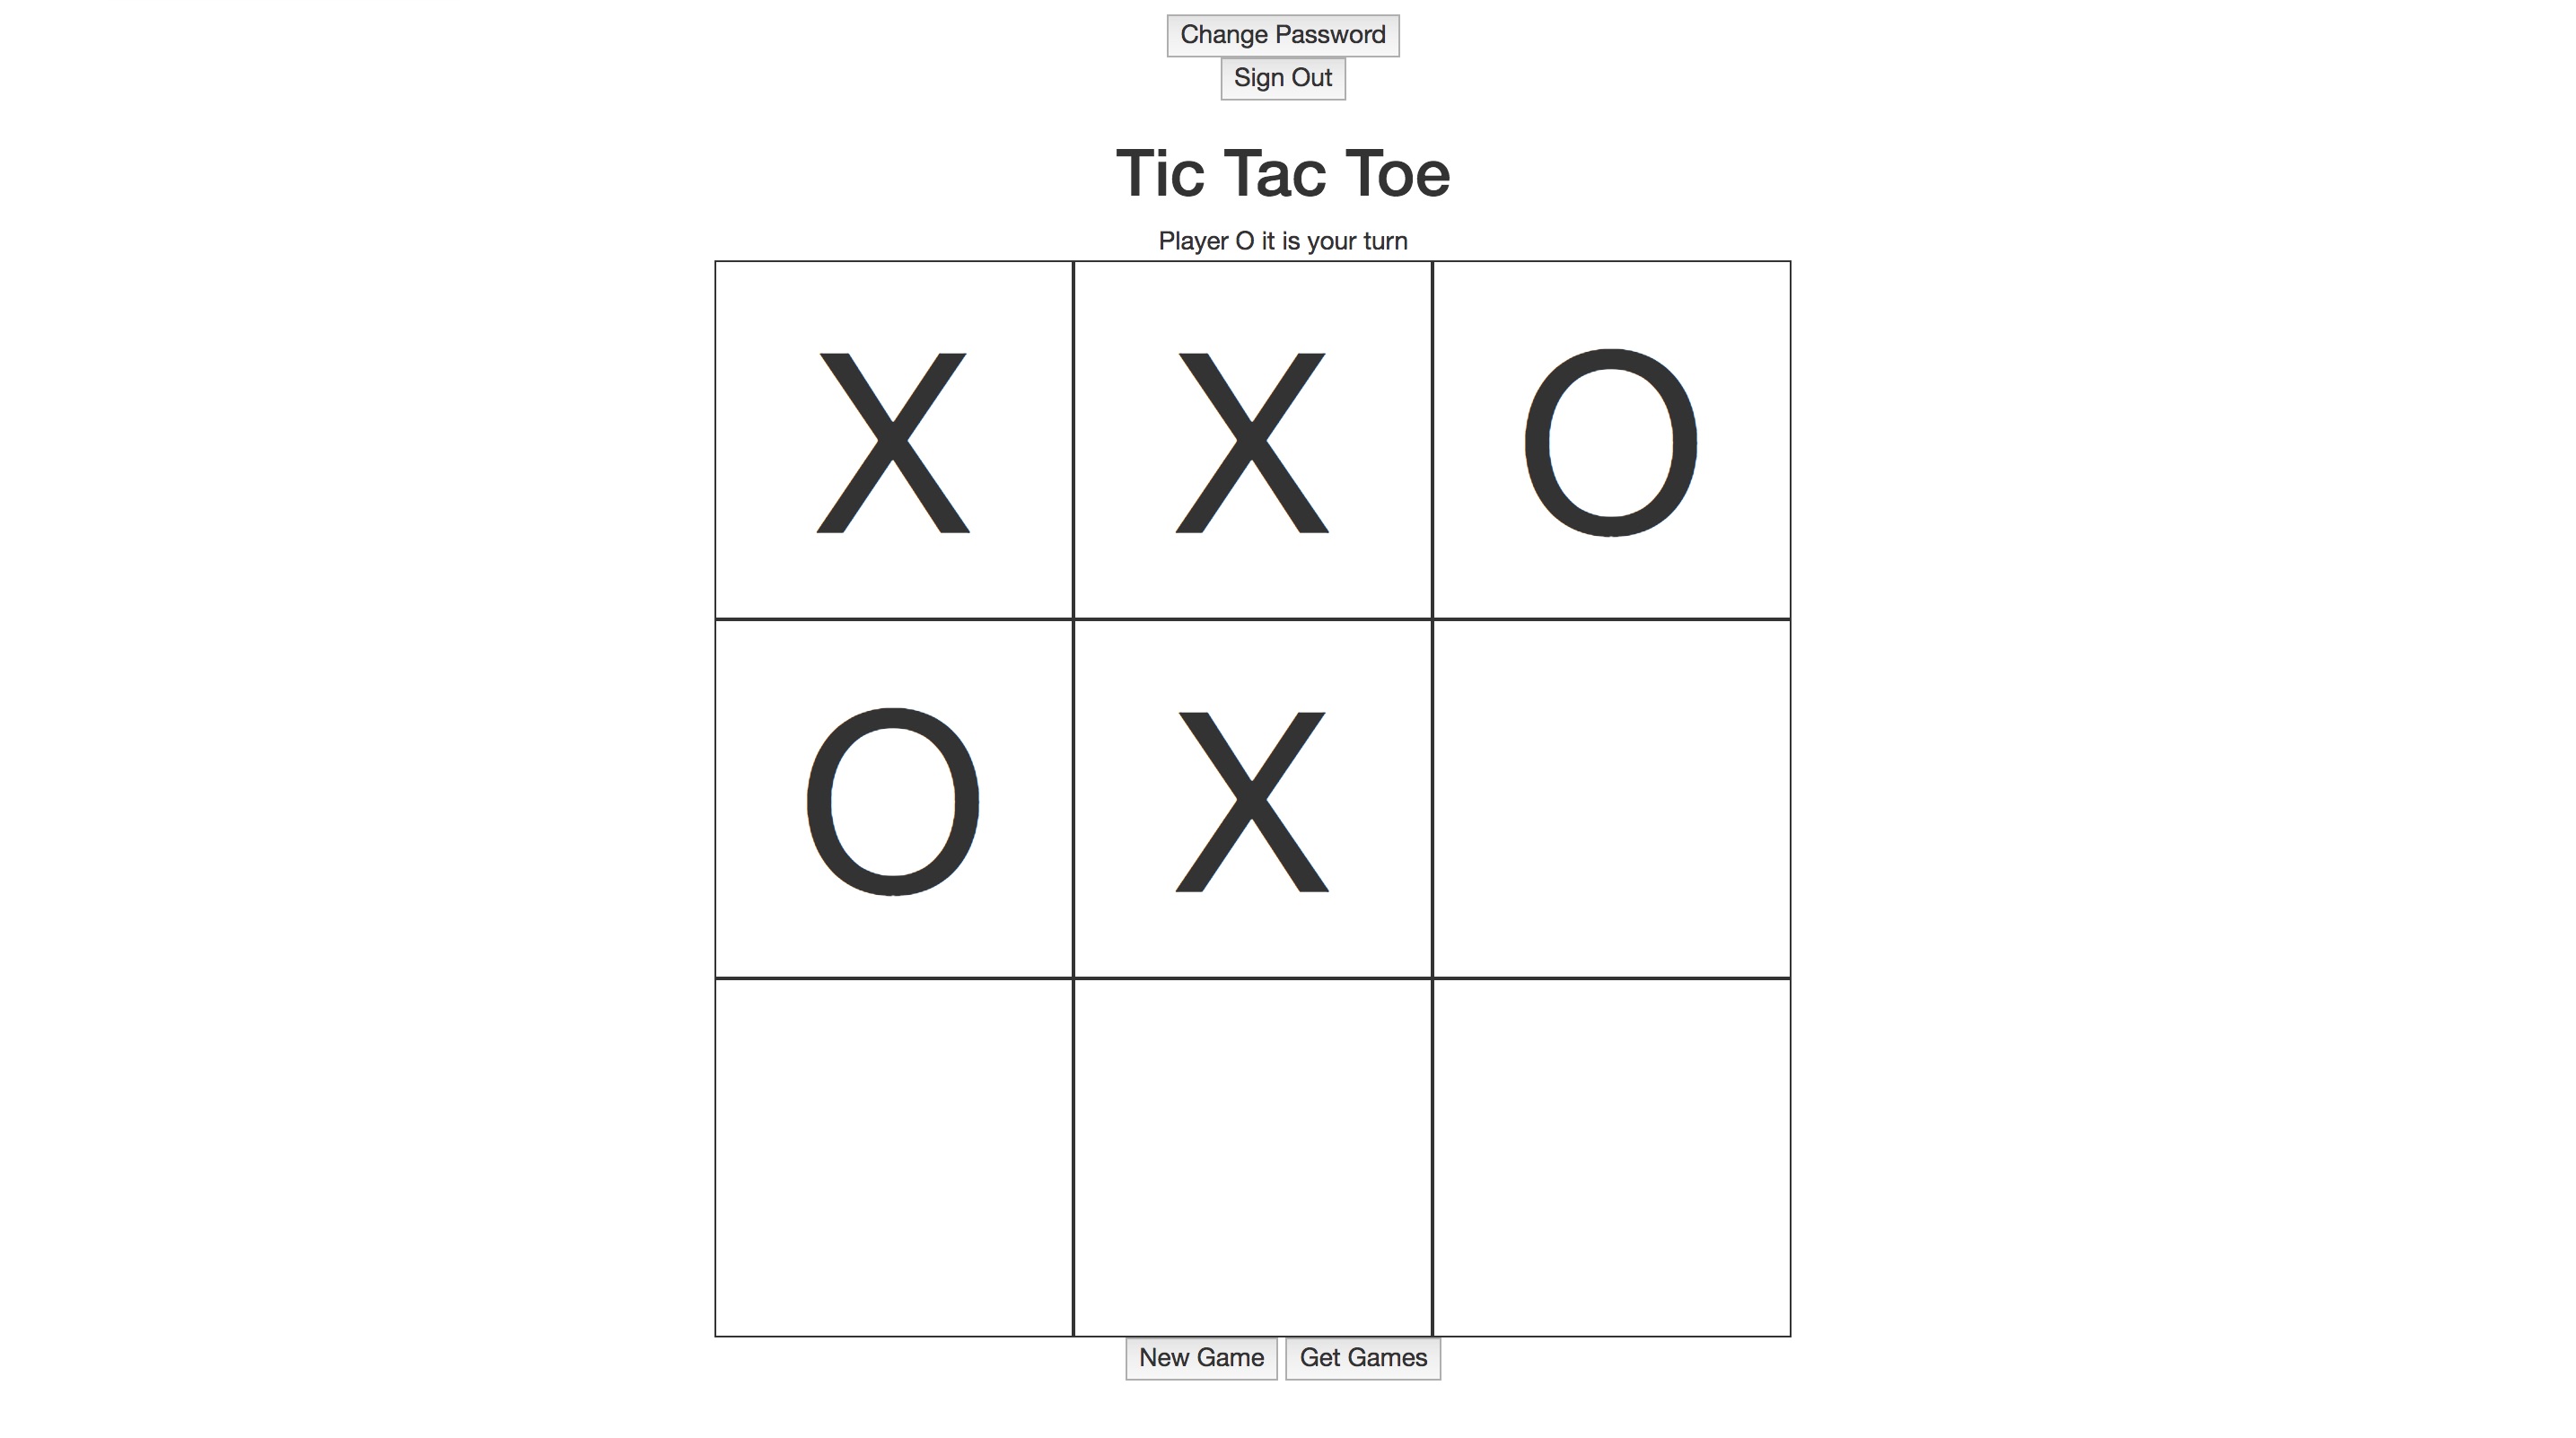 Change Password
Sign Out
Tic Tac Toe
Player O it is your turn
X X O
O X
New Game Get Games